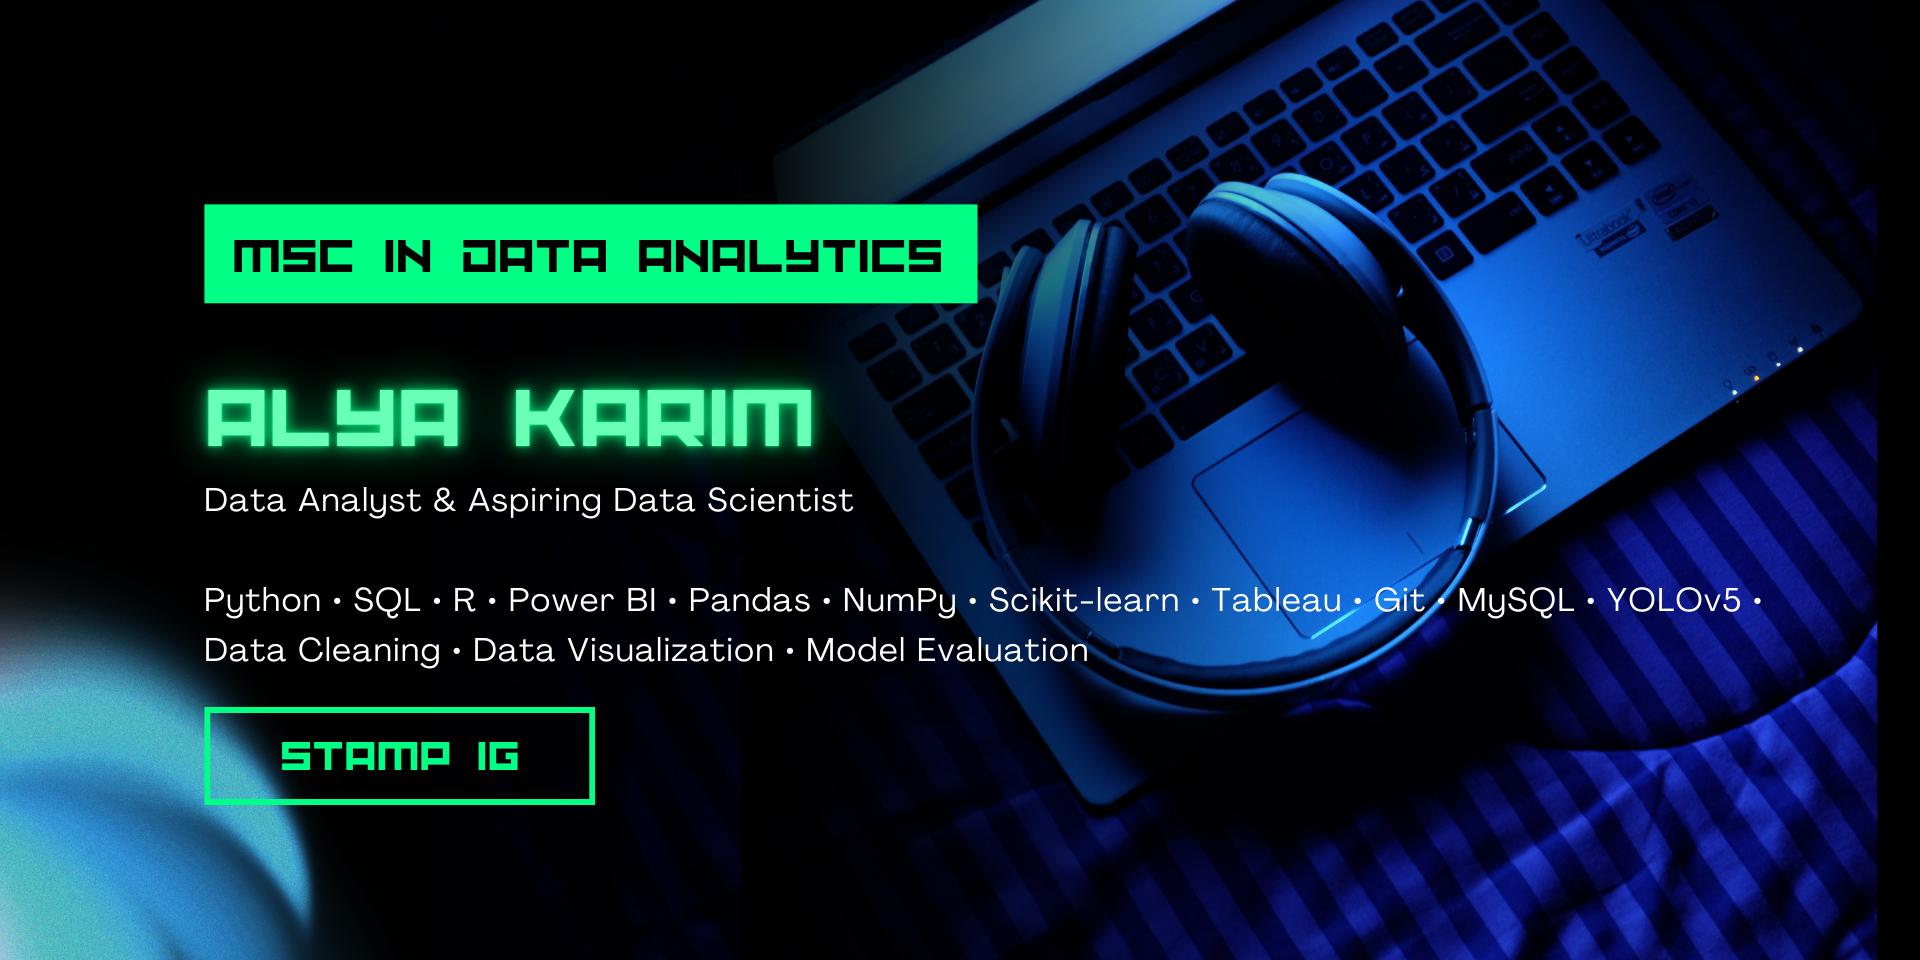 MSC IN DATA ANALYTICS
ALYA KARIM
Data Analyst & Aspiring Data Scientist
Python • SQL • R • Power BI • Pandas • NumPy • Scikit-learn • Tableau • Git • MySQL • YOLOv5 •
Data Cleaning • Data Visualization • Model Evaluation
STAMP IG
Ultrabook